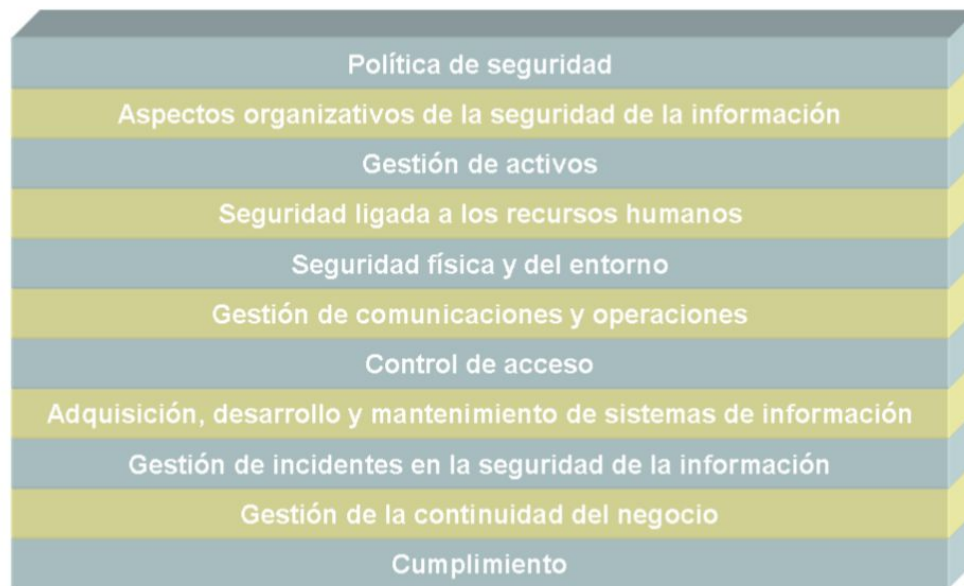 Política de seguridad
Aspectos organizativos de la seguridad de la información
Gestión de activos
Seguridad ligada a los recursos humanos
Seguridad física y del entorno
Gestión de comunicaciones y operaciones
Control de acceso
Adquisición, desarrollo y mantenimiento de sistemas de información
Gestión de incidentes en la seguridad de la información
Gestión de la continuidad del negocio
Cumplimiento